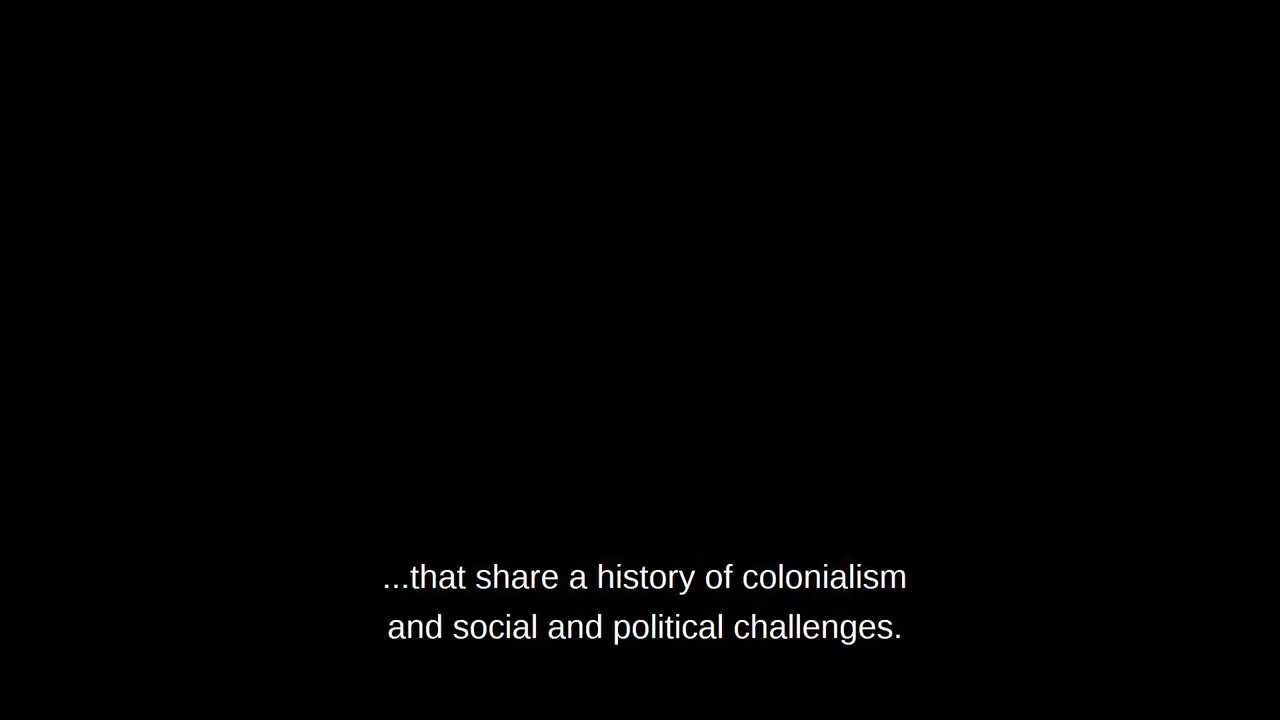 ...that share a history of colonialism
and social and political challenges.